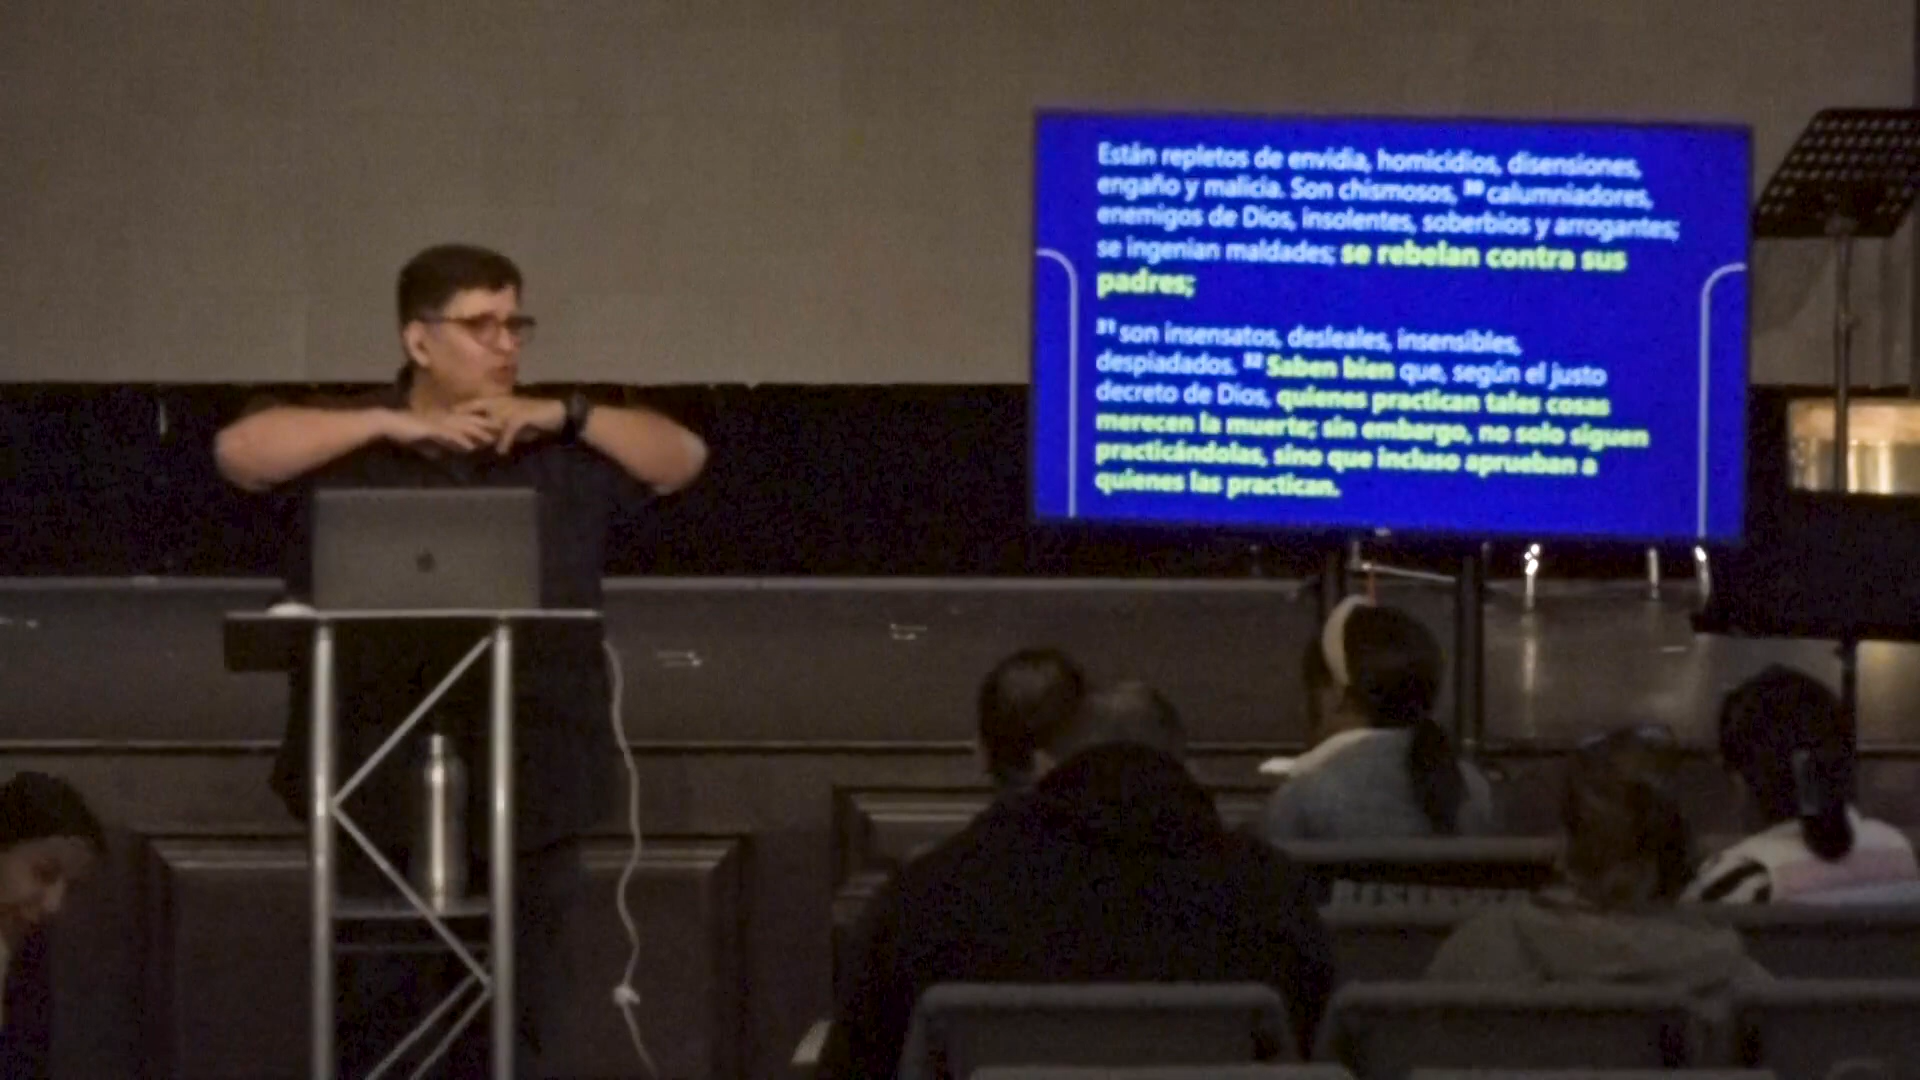 Están repletos de envidia, homicidios, disensiones,
engaño y malicia. Son chismosos, 30 calumniadores,
enemigos de Dios, insolentes, soberbios y arrogantes;
se ingenian maldades; se rebelan contra sus
padres;
31 son insensatos, desleales, insensibles,
despiadados. 32 Saben bien que, según el justo
decreto de Dios, quienes practican tales cosas
merecen la muerte; sin embargo, no solo siguen
practicándolas, sino que incluso aprueban a
quienes las practican.